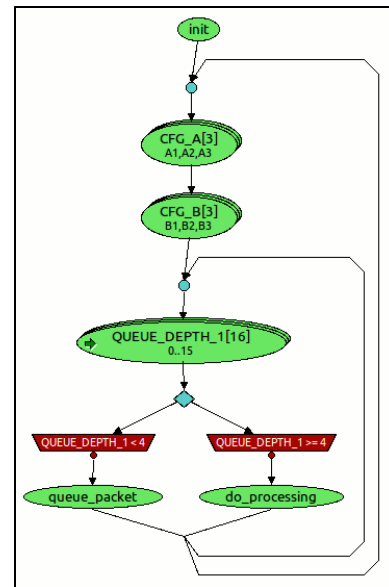 init
CFG_A[3]
A1,A2,A3
CFG_B[3]
B1,B2,B3
QUEUE_DEPTH_1[16]
0..15
QUEUE_DEPTH_1 < 4
QUEUE_DEPTH_1 >= 4
queue_packet
do_processing